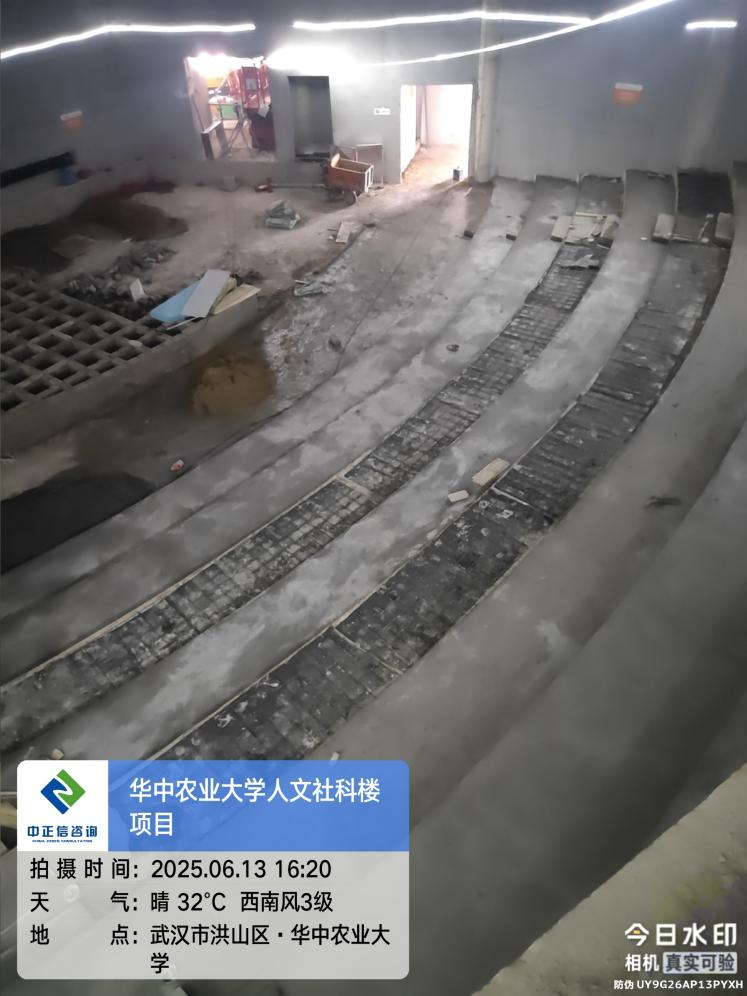 中正信咨询
华中农业大学人文社科楼
项目
拍摄时间：2025.06.13 16:20
天气：晴 32°C 西南风3级
地点：武汉市洪山区·华中农业大
学
今日水印
相机 真实可验
防伪 UY9G26AP13PYXH